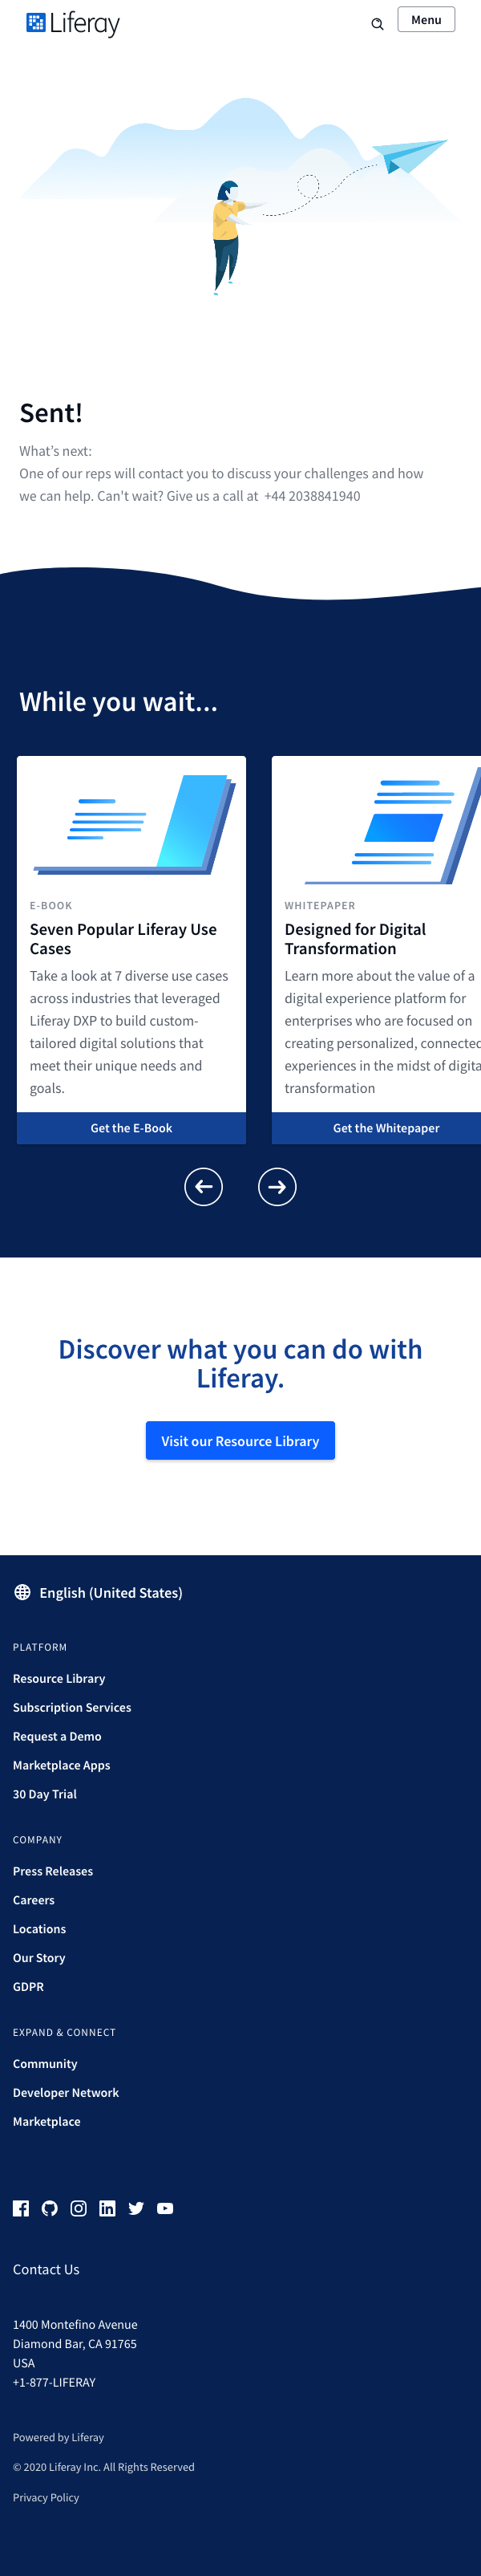 Liferay
Menu
Sent!
What's next:
One of our reps will contact you to discuss your challenges and how
we can help. Can't wait? Give us a call at +44 2038841940
While you wait...
E-BOOK
Seven Popular Liferay Use
Cases
Take a look at 7 diverse use cases
across industries that leveraged
Liferay DXP to build custom-
tailored digital solutions that
meet their unique needs and
goals.
Get the E-Book
WHITEPAPER
Designed for Digital
Transformation
Learn more about the value of a
digital experience platform for
enterprises who are focused on
creating personalized, connected
experiences in the midst of digita
transformation
Get the Whitepaper
Discover what you can do with
Liferay.
Visit our Resource Library
English (United States)
PLATFORM
Resource Library
Subscription Services
Request a Demo
Marketplace Apps
30 Day Trial
COMPANY
Press Releases
Careers
Locations
Our Story
GDPR
EXPAND & CONNECT
Community
Developer Network
Marketplace
Contact Us
1400 Montefino Avenue
Diamond Bar, CA 91765
USA
+1-877-LIFERAY
Powered by Liferay
© 2020 Liferay Inc. All Rights Reserved
Privacy Policy